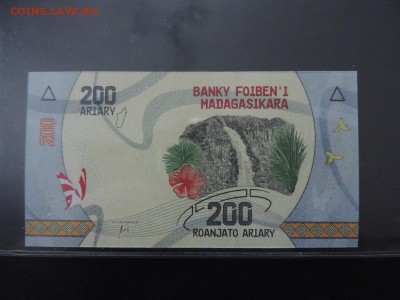 COINS.LAVE.RU
200
ARIARY
BANKY FOIBEN'I
MADAGASIKARA
200
200
ROANJATO ARIARY